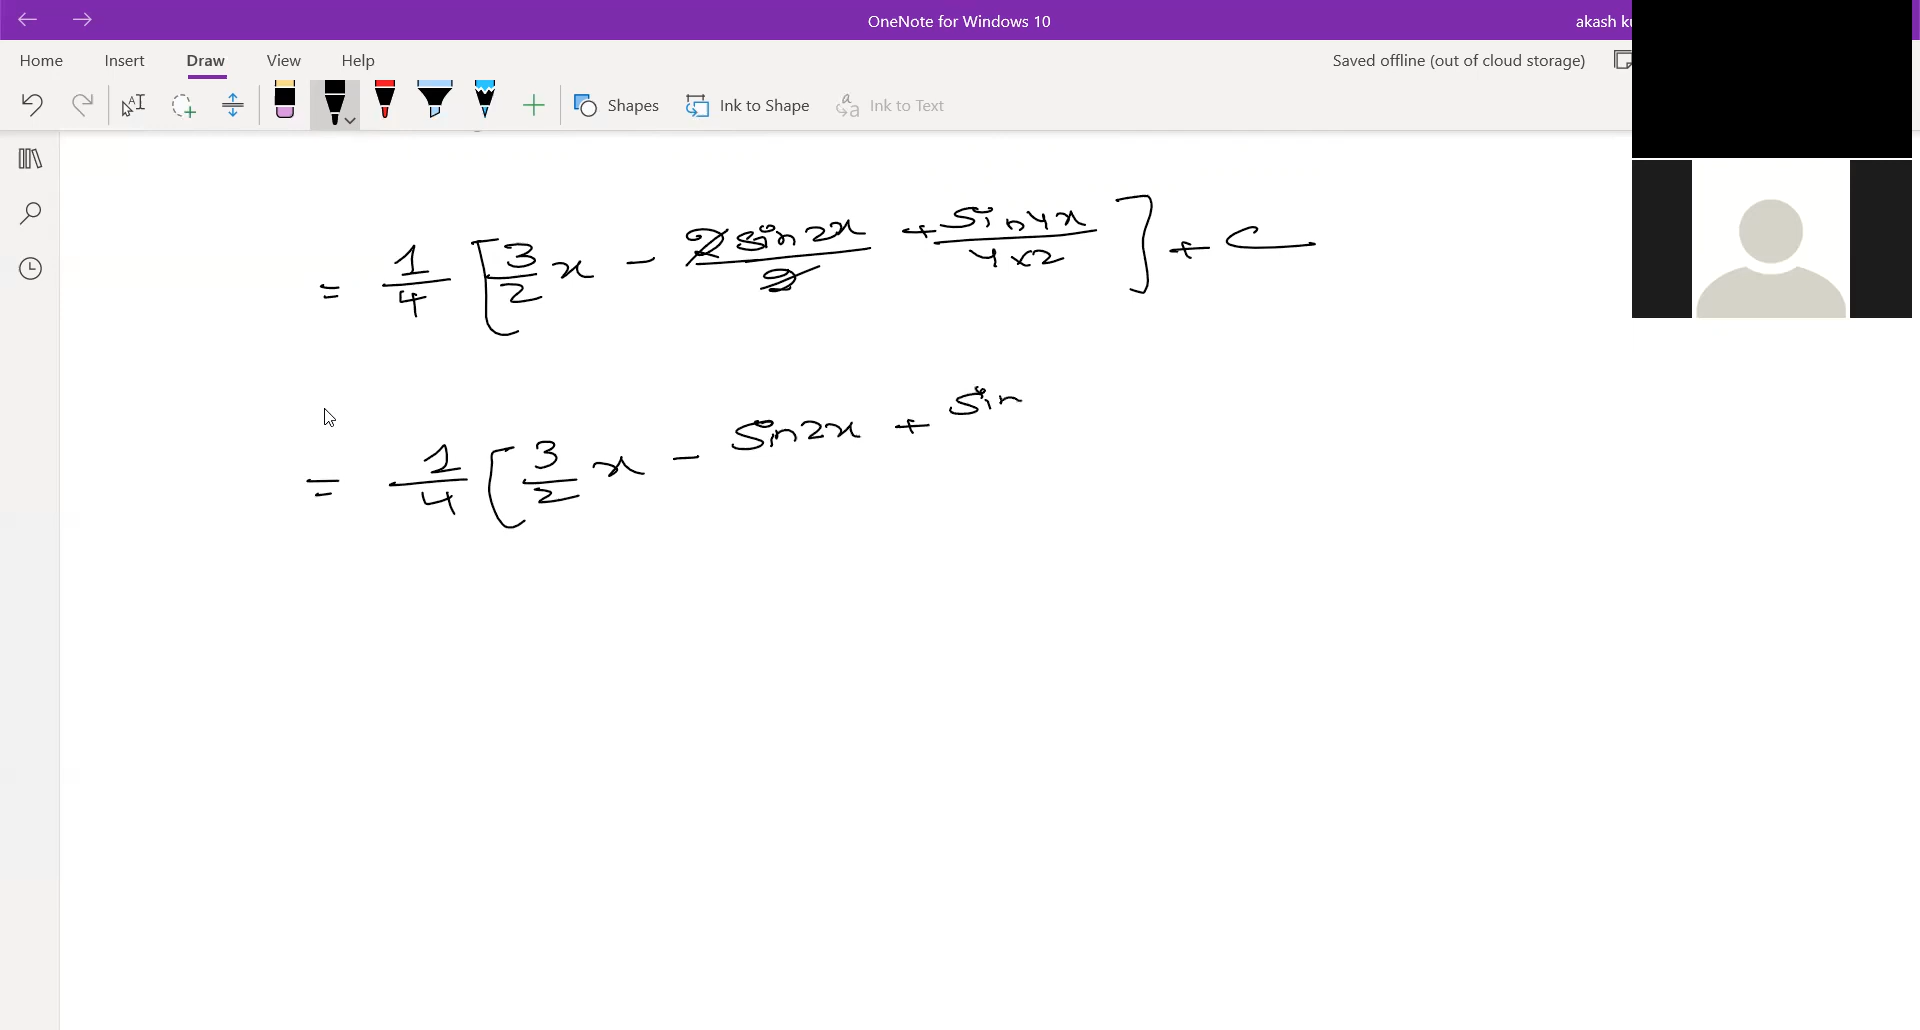 OneNote for Windows 10
akash ku
Home Insert Draw View Help
Saved offline (out of cloud storage)
Shapes Ink to Shape Ink to Text
= 1/4 [3/2 x - 2 sin2x/2 + sin4x/4×2] + C
= 1/4 [3/2 x - sin2x + sin